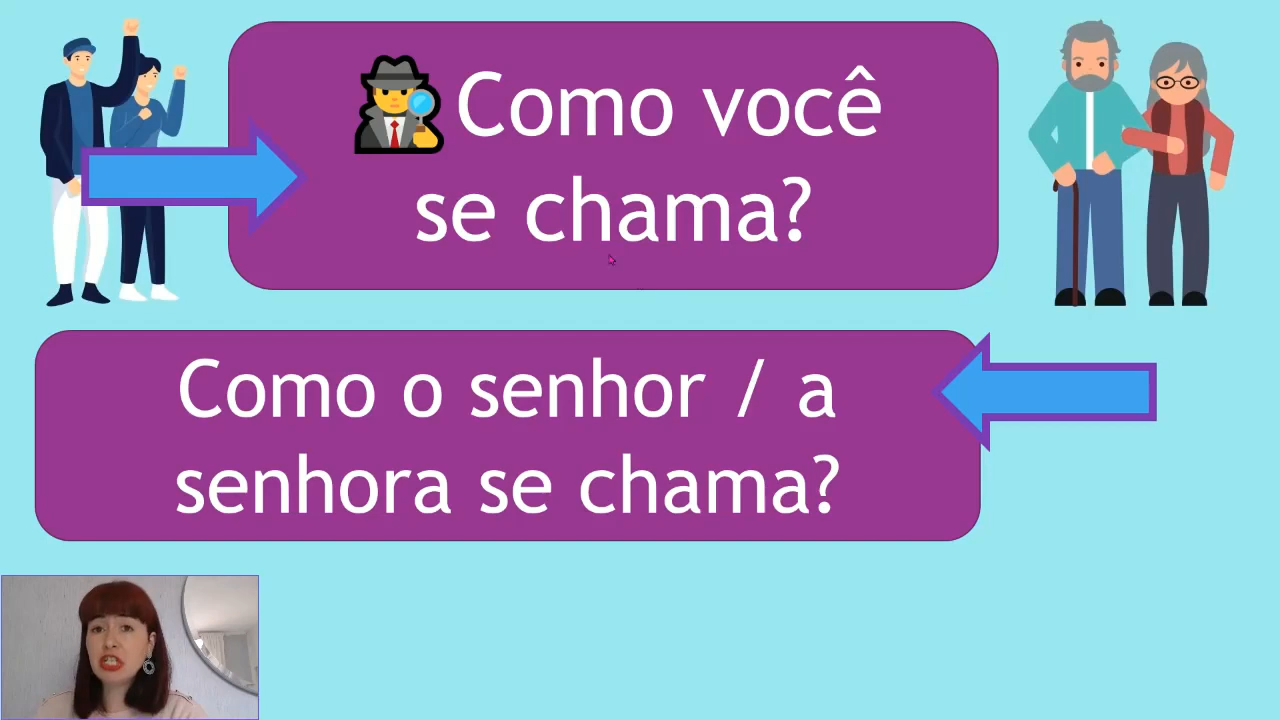 Como você
se chama?
Como o senhor / a
senhora se chama?